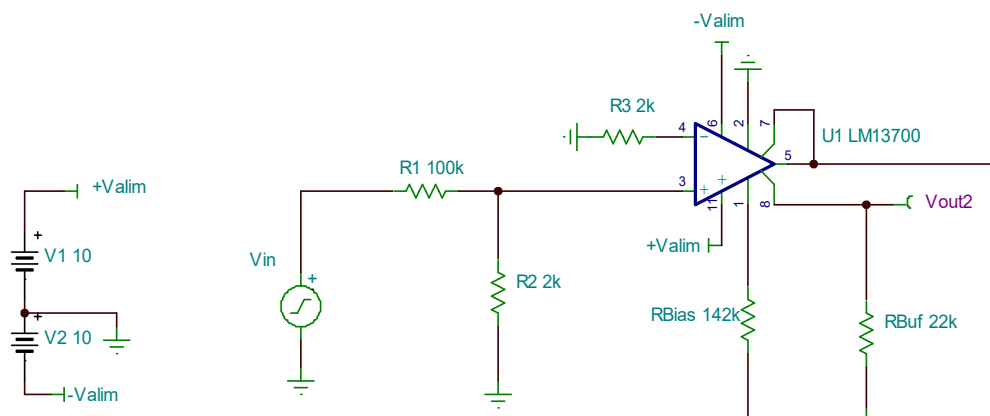 -Valim
R3 2k
6
2
7
4
U1 LM13700
5
R1 100k
3
+Valim
11
1
8
Vout2
+
V1 10
Vin
+
+Valim
R2 2k
RBias 142k
RBuf 22k
+
V2 10
-Valim